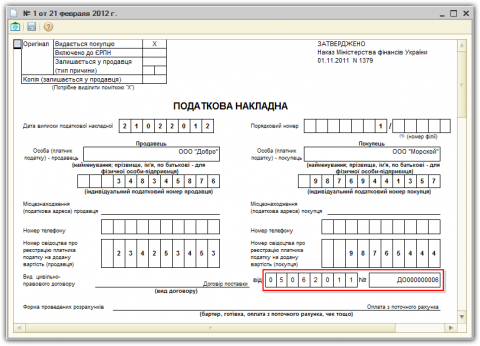 № 1 от 21 февраля 2012 г.
Оригінал Видається покупцю X
Включено до ЄРПН
Залишається у продавця
(тип причини)
Копія (залишається у продавця)
(Потрібне виділити поміткою "X")
ЗАТВЕРДЖЕНО
Наказ Міністерства фінансів України
01.11.2011 N 1379
ПОДАТКОВА НАКЛАДНА
Дата виписки податкової накладної 2 1 0 2 2 0 1 2 Порядковий номер 1 /
(1) (номер філії)
Продавець Покупець
Особа (платник податку) - продавець ООО "Добро" Особа (платник податку) - покупець ООО "Морской"
(найменування; прізвище, ім'я, по батькові - для фізичної особи-підприємця) (найменування; прізвище, ім'я, по батькові - для фізичної особи-підприємця)
3 4 8 3 4 5 8 7 6 9 8 7 6 9 4 4 1 3 5 7
(індивідуальний податковий номер продавця) (індивідуальний податковий номер покупця)
Місцезнаходження (податкова адреса) продавця Місцезнаходження (податкова адреса) покупця
Номер телефону Номер телефону
Номер свідоцтва про реєстрацію платника податку на додану вартість (продавця) 2 3 4 2 5 3 4 5 3 Номер свідоцтва про реєстрацію платника податку на додану вартість (покупця) 9 8 7 6 5 4 4 4
Вид цивільно-правового договору Договір поставки від 0 5 0 6 2 0 1 1 № ДО000000006
(вид договору)
Форма проведених розрахунків Оплата з поточного рахунка
(бартер, готівка, оплата з поточного рахунка, чек тощо)